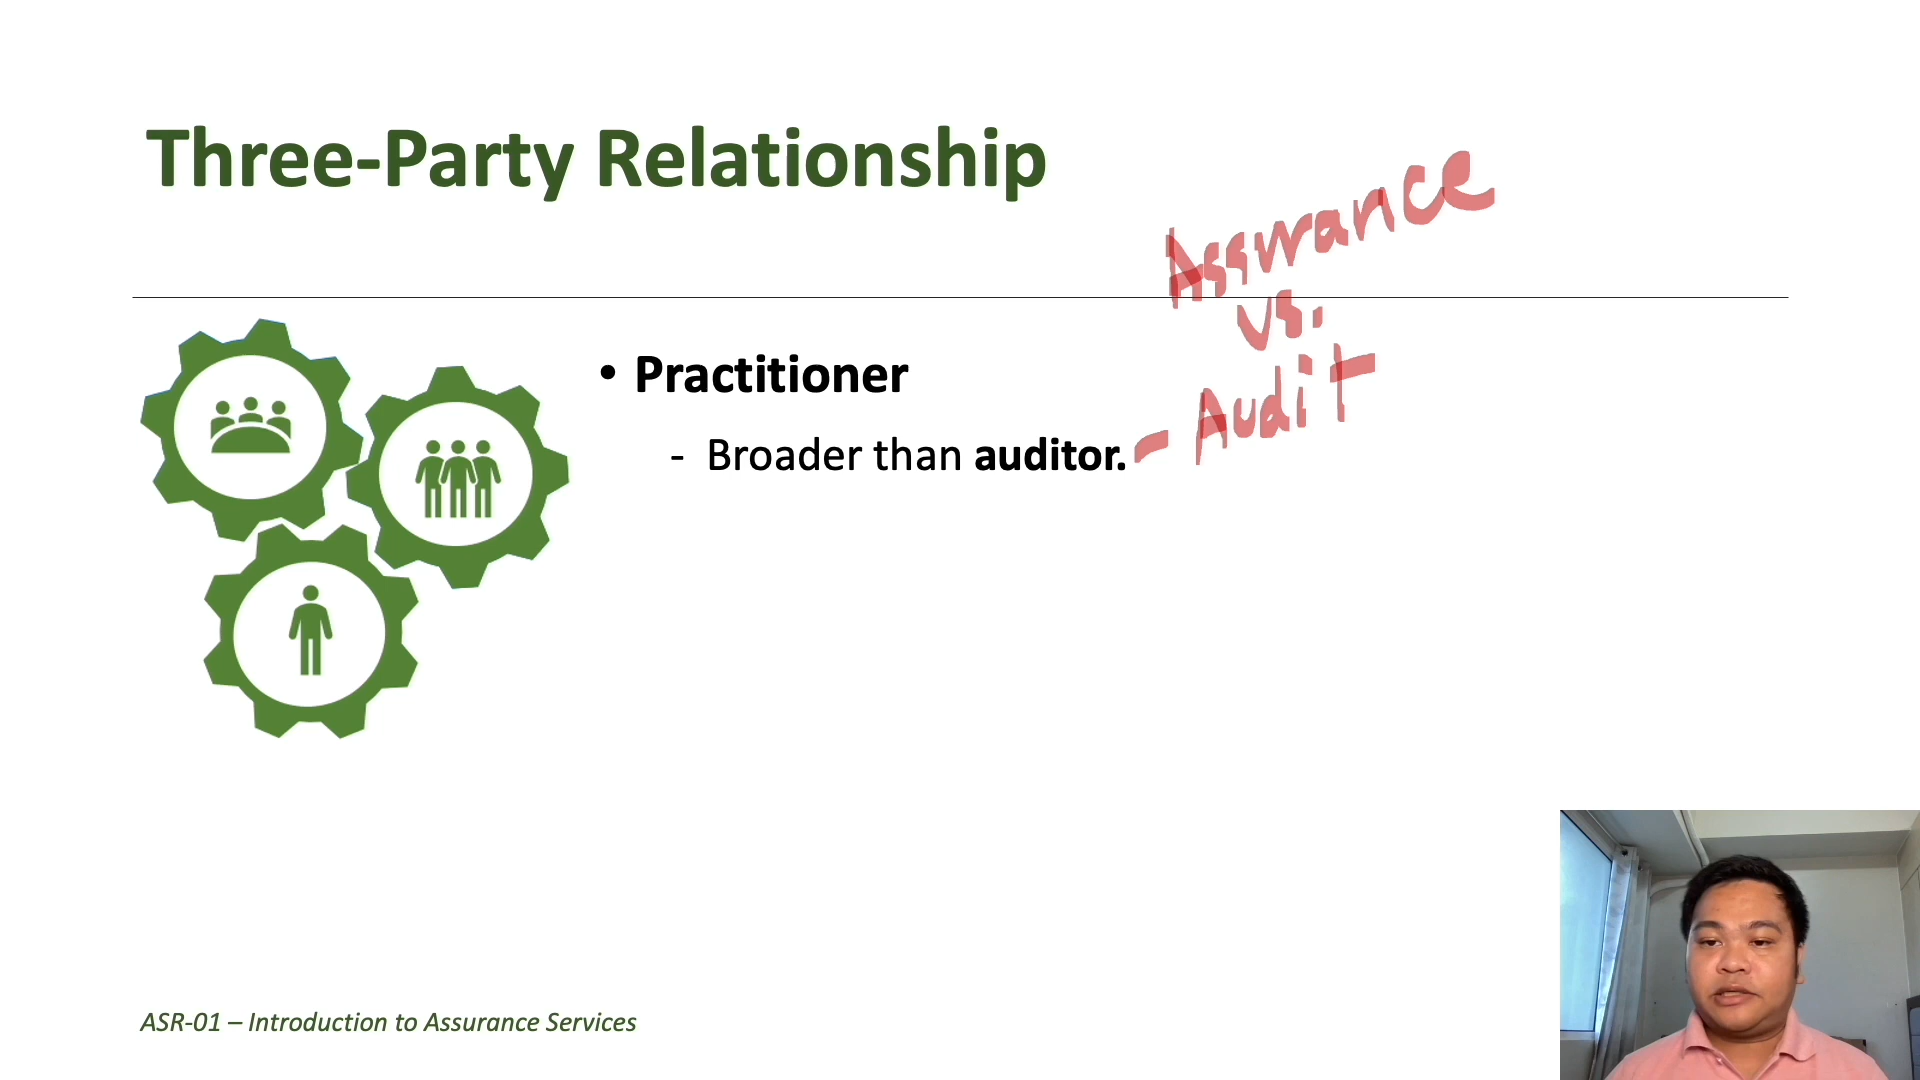 Three-Party Relationship
Assurance
vs.
• Practitioner
- Audit
- Broader than auditor.
ASR-01 – Introduction to Assurance Services